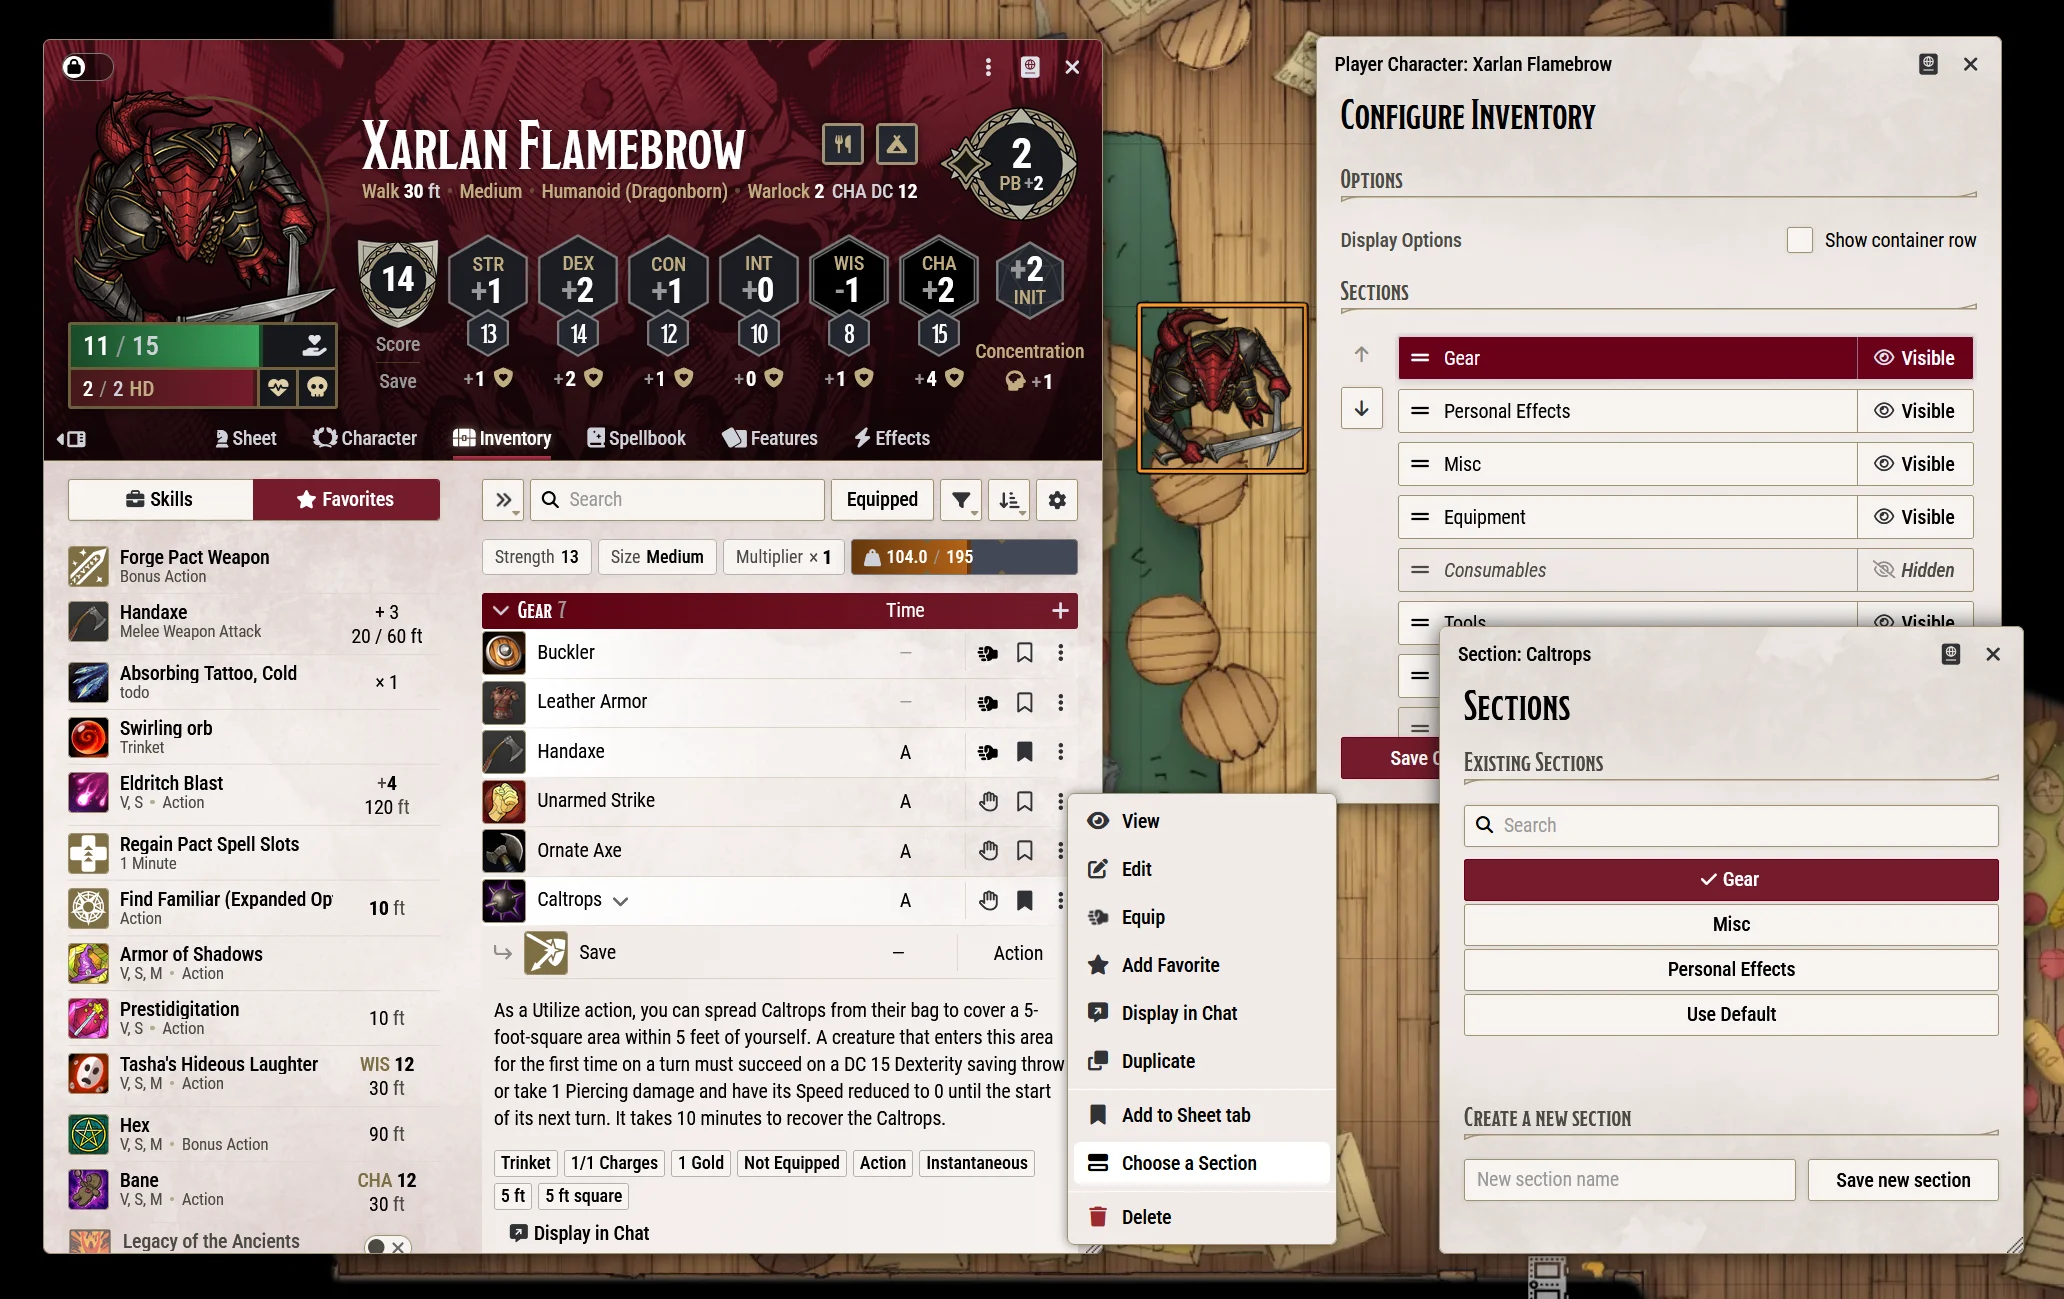 Xarlan Flamebrow
Walk 30 ft • Medium • Humanoid (Dragonborn) • Warlock 2 CHA DC 12
2
PB +2
14
STR
+1
13
DEX
+2
14
CON
+1
12
INT
+0
10
WIS
-1
8
CHA
+2
15
+2
INIT
Score
Save
+1
+2
+1
+0
+1
+4
Concentration
+1
11 / 15
2 / 2 HD
Sheet
Character
Inventory
Spellbook
Features
Effects
Skills
Favorites
Forge Pact Weapon
Bonus Action
Handaxe
Melee Weapon Attack
+ 3
20 / 60 ft
Absorbing Tattoo, Cold
todo
× 1
Swirling orb
Trinket
Eldritch Blast
V, S • Action
+4
120 ft
Regain Pact Spell Slots
1 Minute
Find Familiar (Expanded Op
Action
10 ft
Armor of Shadows
V, S, M • Action
Prestidigitation
V, S • Action
10 ft
Tasha's Hideous Laughter
V, S, M • Action
WIS 12
30 ft
Hex
V, S, M • Bonus Action
90 ft
Bane
V, S, M • Action
CHA 12
30 ft
Legacy of the Ancients
Search
Equipped
Strength 13
Size Medium
Multiplier × 1
104.0 / 195
Gear 7
Time
Buckler
—
Leather Armor
—
Handaxe
A
Unarmed Strike
A
Ornate Axe
A
Caltrops
A
Save
—
Action
As a Utilize action, you can spread Caltrops from their bag to cover a 5-
foot-square area within 5 feet of yourself. A creature that enters this area
for the first time on a turn must succeed on a DC 15 Dexterity saving throw
or take 1 Piercing damage and have its Speed reduced to 0 until the start
of its next turn. It takes 10 minutes to recover the Caltrops.
Trinket
1/1 Charges
1 Gold
Not Equipped
Action
Instantaneous
5 ft
5 ft square
Display in Chat
View
Edit
Equip
Add Favorite
Display in Chat
Duplicate
Add to Sheet tab
Choose a Section
Delete
Player Character: Xarlan Flamebrow
Configure Inventory
Options
Display Options
Show container row
Sections
Gear
Visible
Personal Effects
Visible
Misc
Visible
Equipment
Visible
Consumables
Hidden
Tools
Visible
Save
Section: Caltrops
Sections
Existing Sections
Search
Gear
Misc
Personal Effects
Use Default
Create a new section
New section name
Save new section